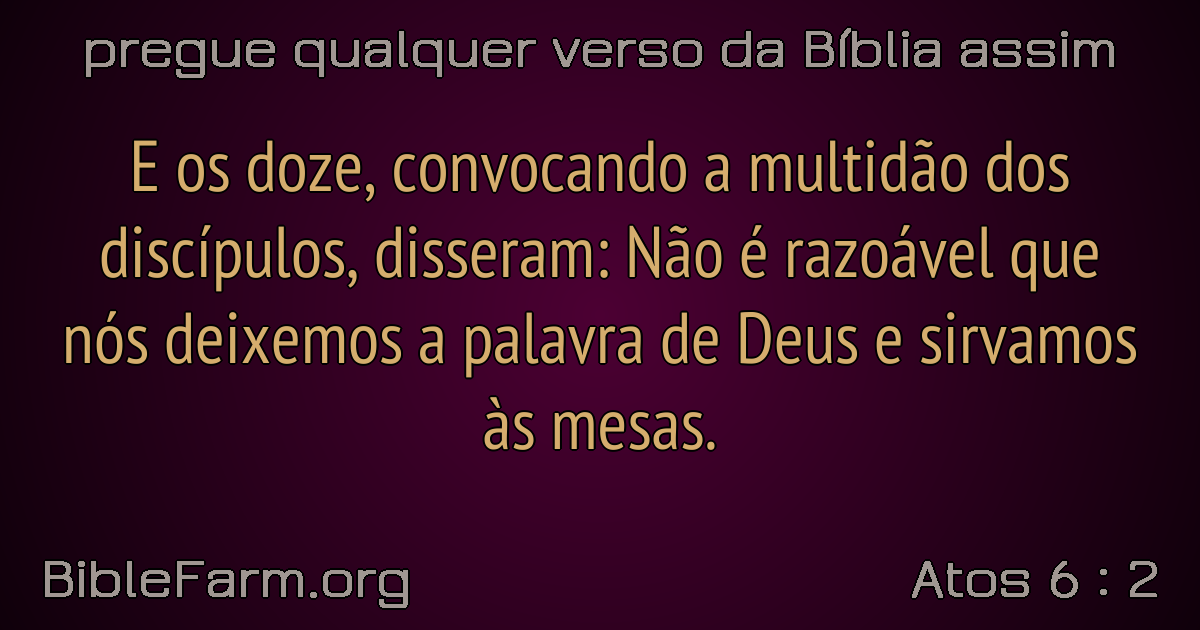 pregue qualquer verso da Bíblia assim
E os doze, convocando a multidão dos
discípulos, disseram: Não é razoável que
nós deixemos a palavra de Deus e sirvamos
às mesas.
BibleFarm.org
Atos 6 : 2